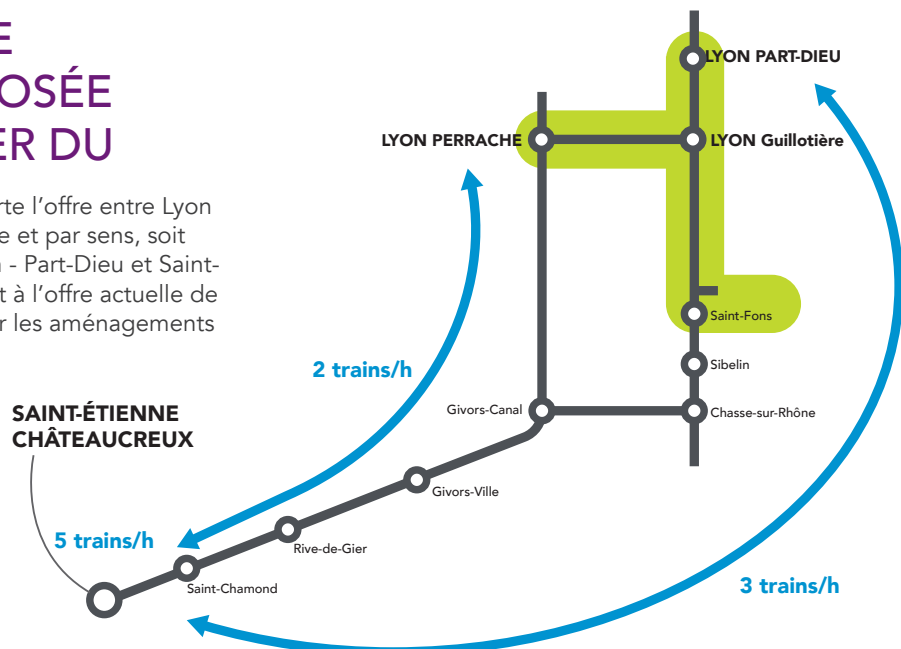 E
OSÉE
ER DU
rte l’offre entre Lyon
e et par sens, soit
- Part-Dieu et Saint-
t à l’offre actuelle de
r les aménagements
LYON PART-DIEU
LYON PERRACHE
LYON Guillotière
Saint-Fons
2 trains/h
Sibelin
SAINT-ÉTIENNE
CHÂTEAUCREUX
Givors-Canal
Chasse-sur-Rhône
Givors-Ville
5 trains/h
Rive-de-Gier
Saint-Chamond
3 trains/h